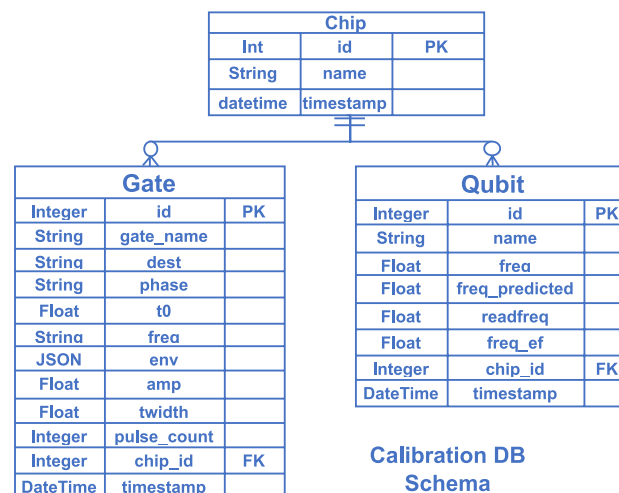 Chip
Int id PK
String name
datetime timestamp
Gate
Integer id PK
String gate_name
String dest
String phase
Float t0
String freq
JSON env
Float amp
Float twidth
Integer pulse_count
Integer chip_id FK
DateTime timestamp
Qubit
Integer id PK
String name
Float freq
Float freq_predicted
Float readfreq
Float freq_ef
Integer chip_id FK
DateTime timestamp
Calibration DB
Schema